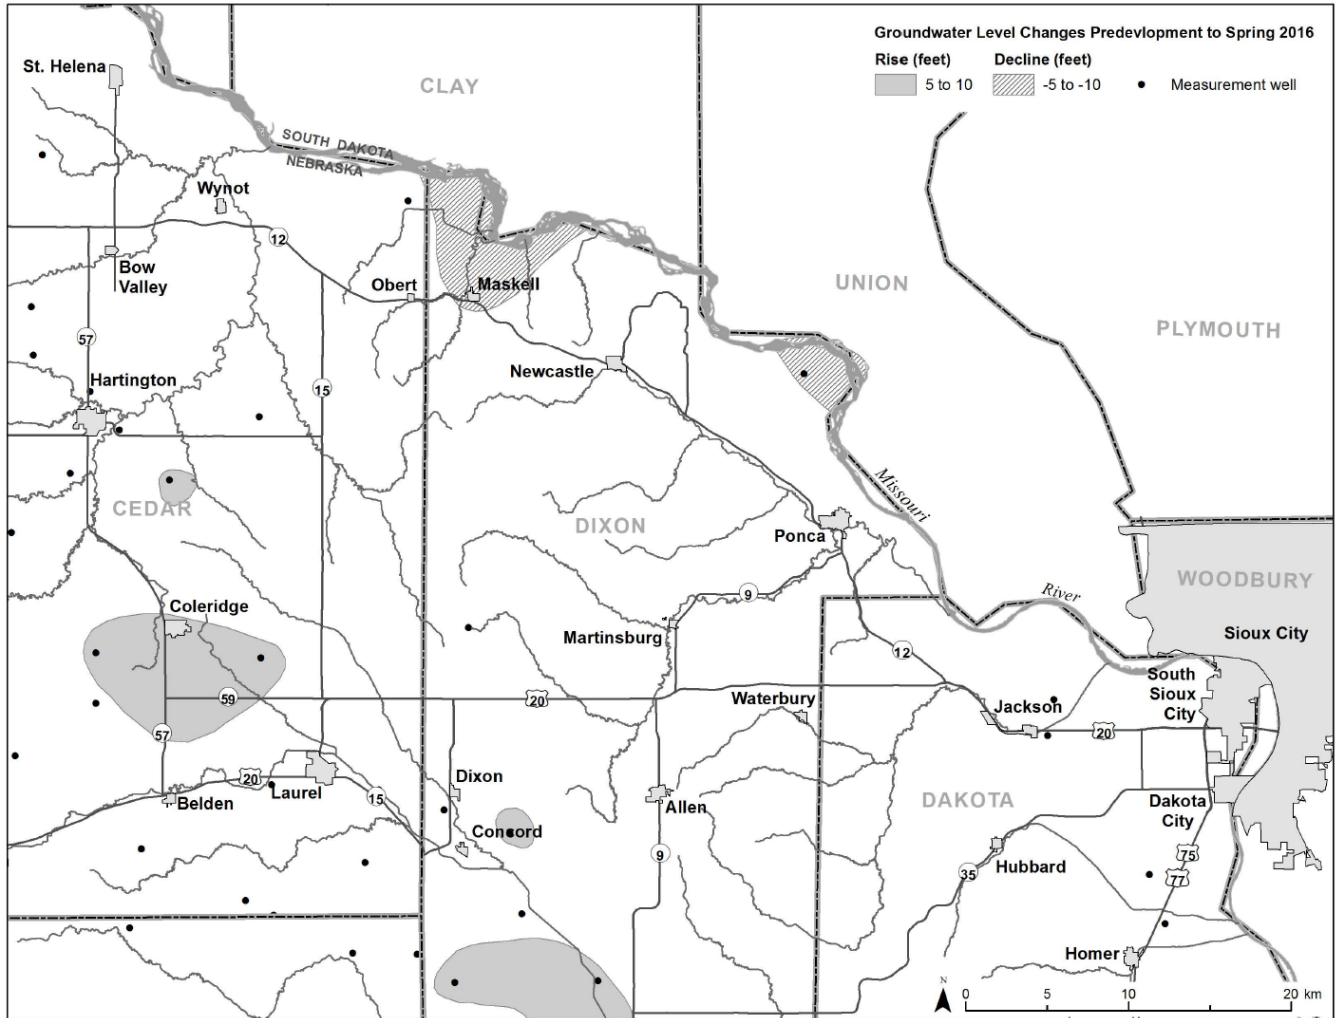 Groundwater Level Changes Predevlopment to Spring 2016
Rise (feet)
Decline (feet)
5 to 10
-5 to -10
Measurement well
St. Helena
CLAY
SOUTH DAKOTA
NEBRASKA
Wynot
12
Bow
Valley
Obert
Maskell
UNION
PLYMOUTH
57
Hartington
15
Newcastle
Missouri
CEDAR
DIXON
Ponca
WOODBURY
River
9
Coleridge
Martinsburg
Sioux City
12
South
Sioux
City
59
20
Waterbury
Jackson
57
20
20
Laurel
15
Belden
Dixon
Allen
DAKOTA
Dakota
City
Concord
9
75
77
35
Hubbard
Homer
N
0
5
10
20 km